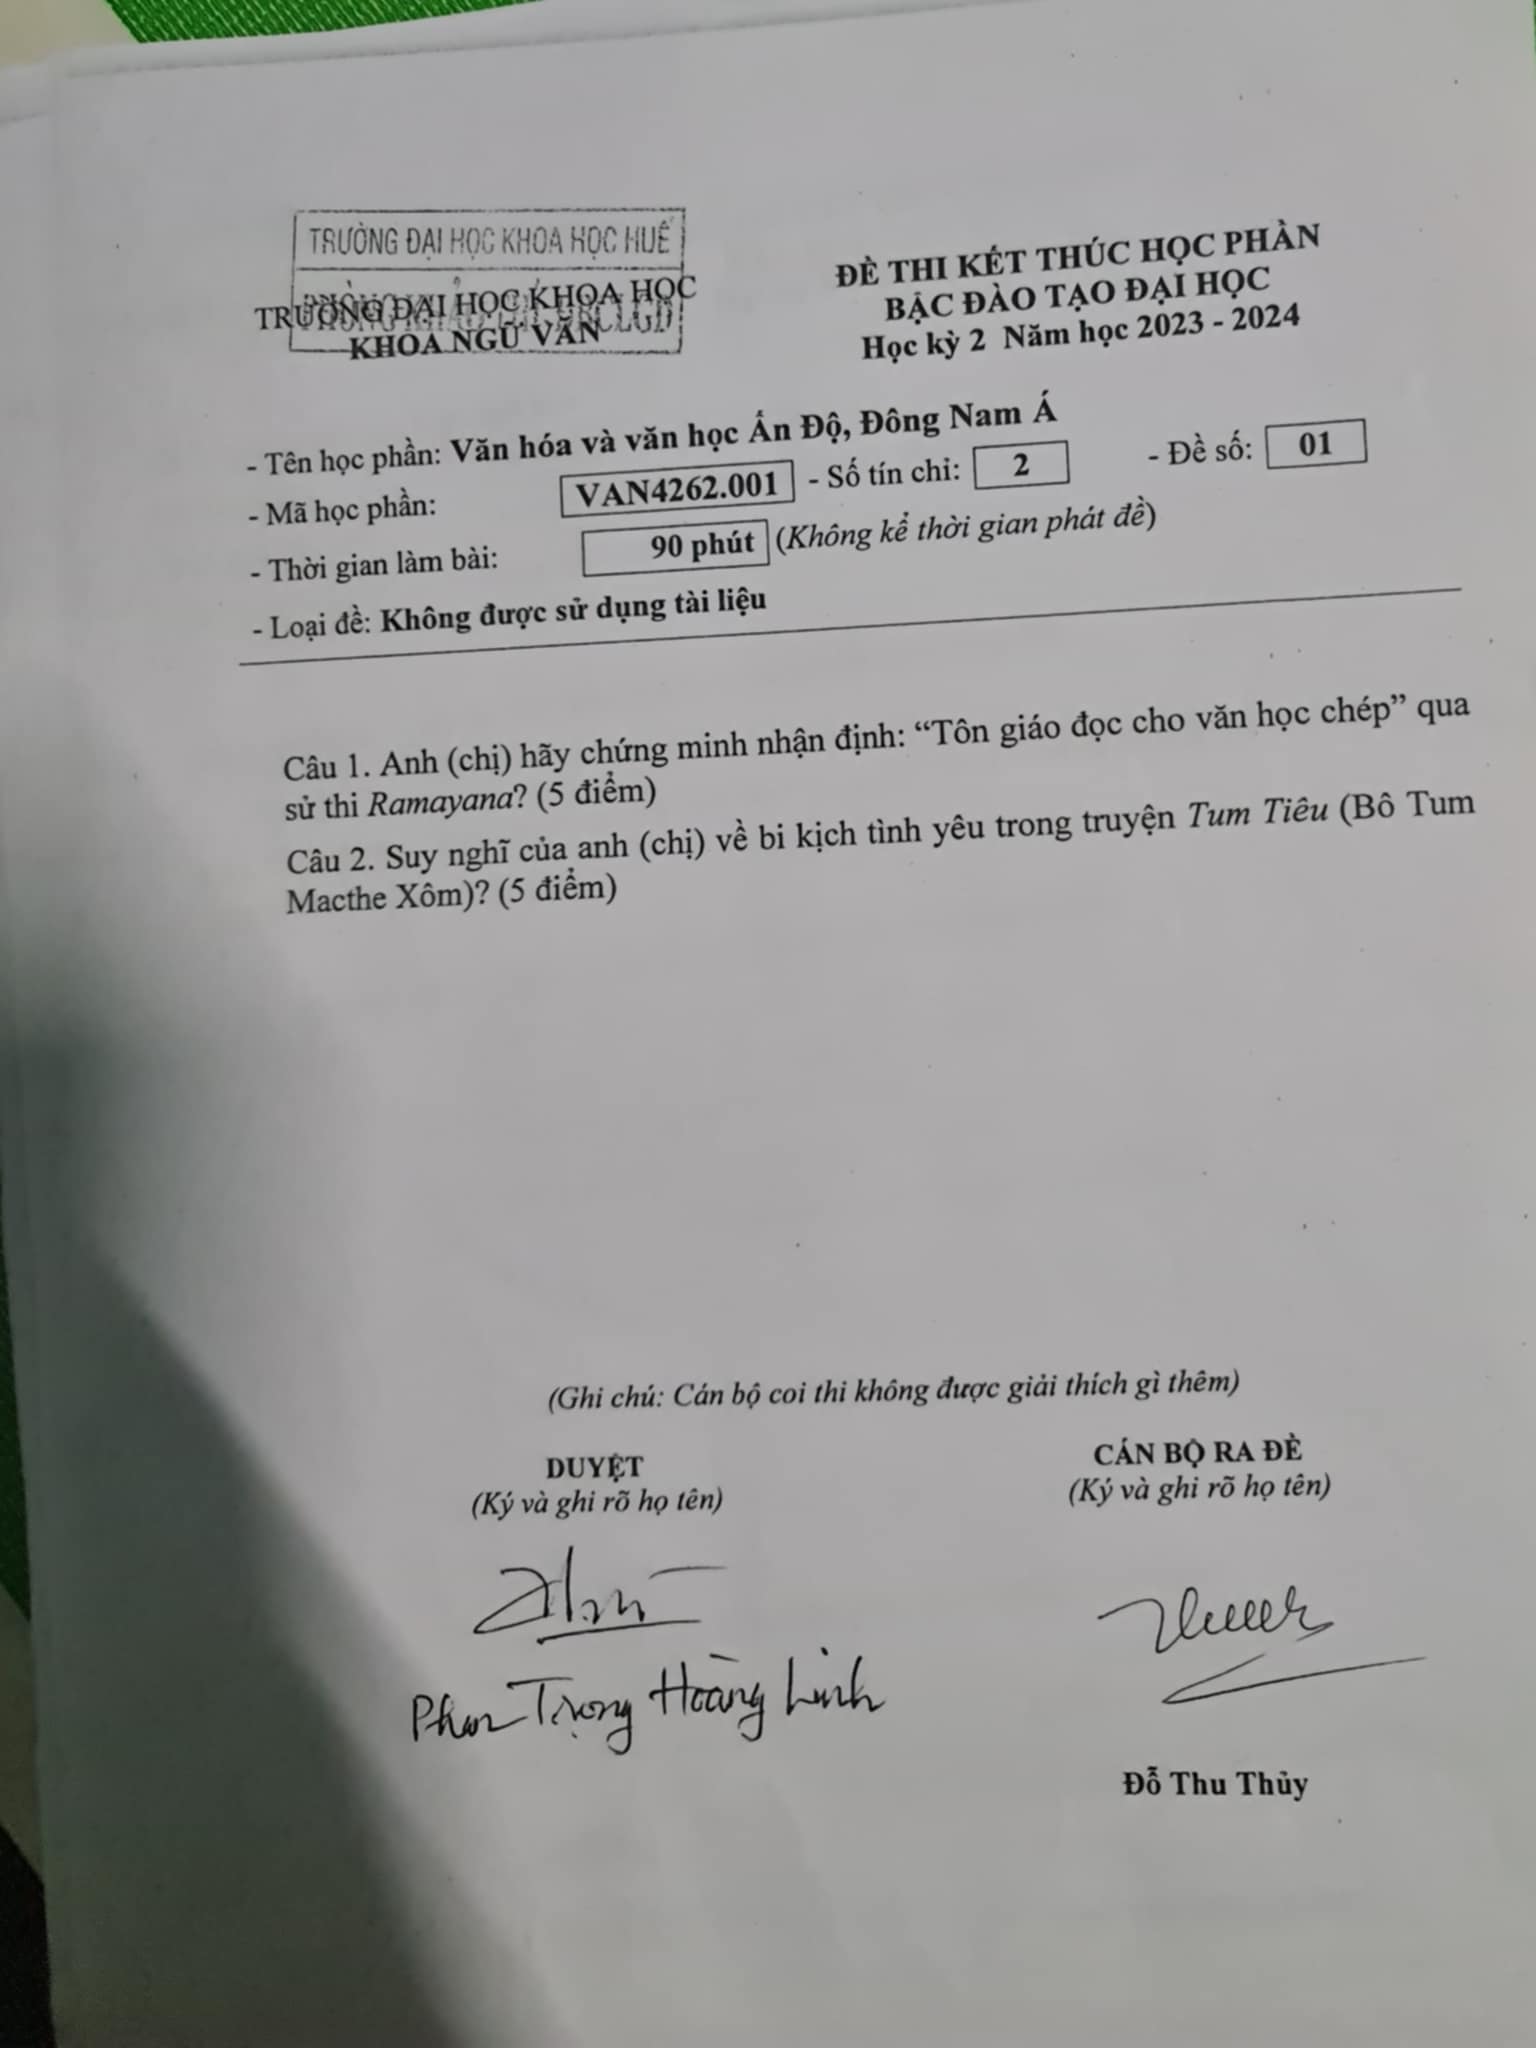 TRƯỜNG ĐẠI HỌC KHOA HỌC HUẾ
TRƯỜNG ĐẠI HỌC KHOA HỌC
KHOA NGỮ VĂN
ĐỀ THI KẾT THÚC HỌC PHẦN
BẬC ĐÀO TẠO ĐẠI HỌC
Học kỳ 2 Năm học 2023 - 2024
- Tên học phần: Văn hóa và văn học Ấn Độ, Đông Nam Á
- Mã học phần: VAN4262.001 - Số tín chỉ: 2 - Đề số: 01
- Thời gian làm bài: 90 phút (Không kể thời gian phát đề)
- Loại đề: Không được sử dụng tài liệu
Câu 1. Anh (chị) hãy chứng minh nhận định: “Tôn giáo đọc cho văn học chép” qua
sử thi Ramayana? (5 điểm)
Câu 2. Suy nghĩ của anh (chị) về bi kịch tình yêu trong truyện Tum Tiêu (Bô Tum
Macthe Xôm)? (5 điểm)
(Ghi chú: Cán bộ coi thi không được giải thích gì thêm)
DUYỆT
(Ký và ghi rõ họ tên)
CÁN BỘ RA ĐỀ
(Ký và ghi rõ họ tên)
Phan Trọng Hoàng Linh
Đỗ Thu Thủy